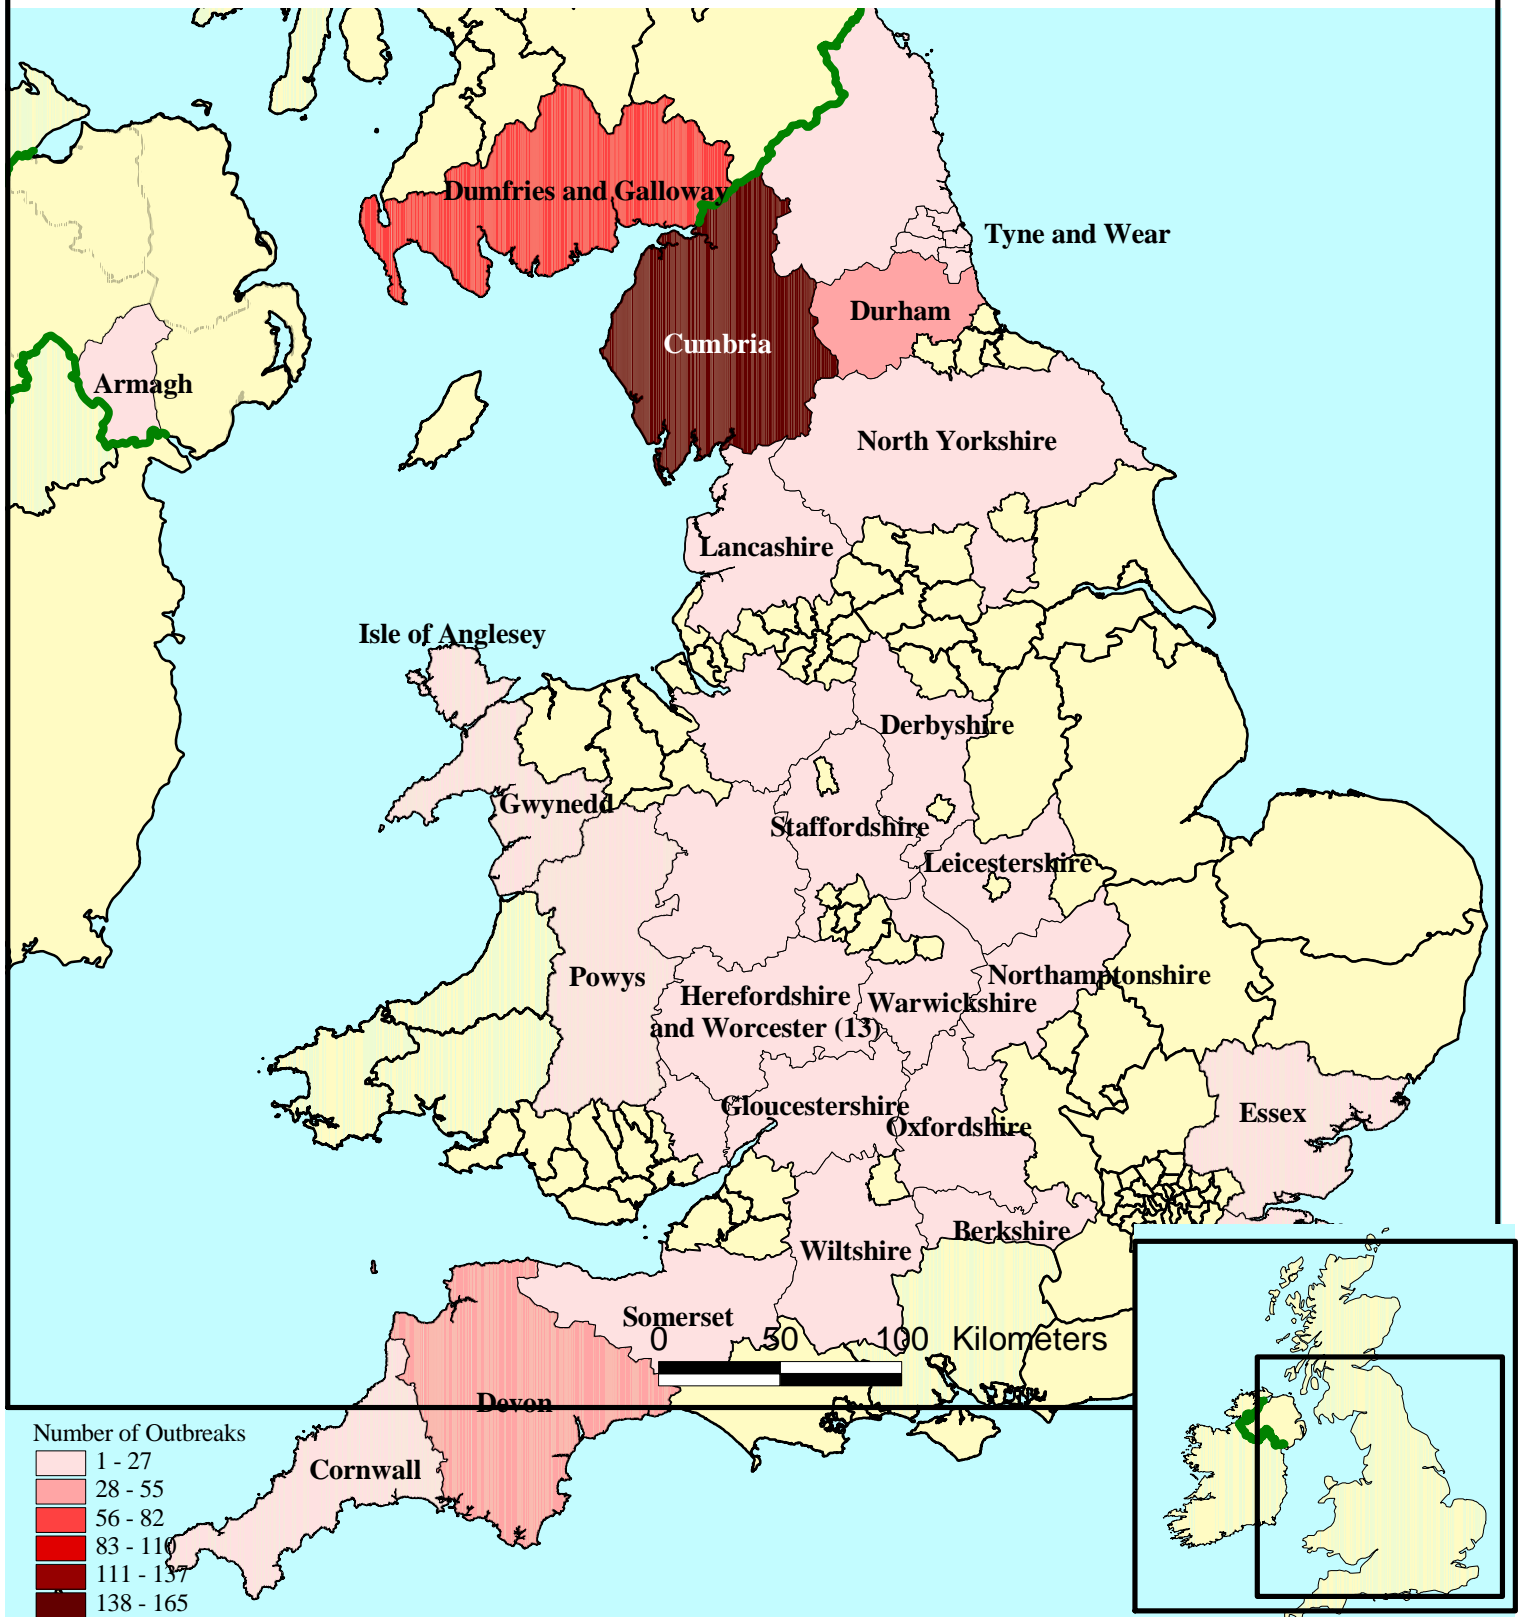 Dumfries and Galloway
Tyne and Wear
Durham
Cumbria
Armagh
North Yorkshire
Lancashire
Isle of Anglesey
Derbyshire
Gwynedd
Staffordshire
Leicestershire
Powys
Northamptonshire
Herefordshire
and Worcester (13)
Warwickshire
Gloucestershire
Essex
Oxfordshire
Berkshire
Wiltshire
Somerset
0 50 100 Kilometers
Devon
Cornwall
Number of Outbreaks
1 - 27
28 - 55
56 - 82
83 - 110
111 - 137
138 - 165